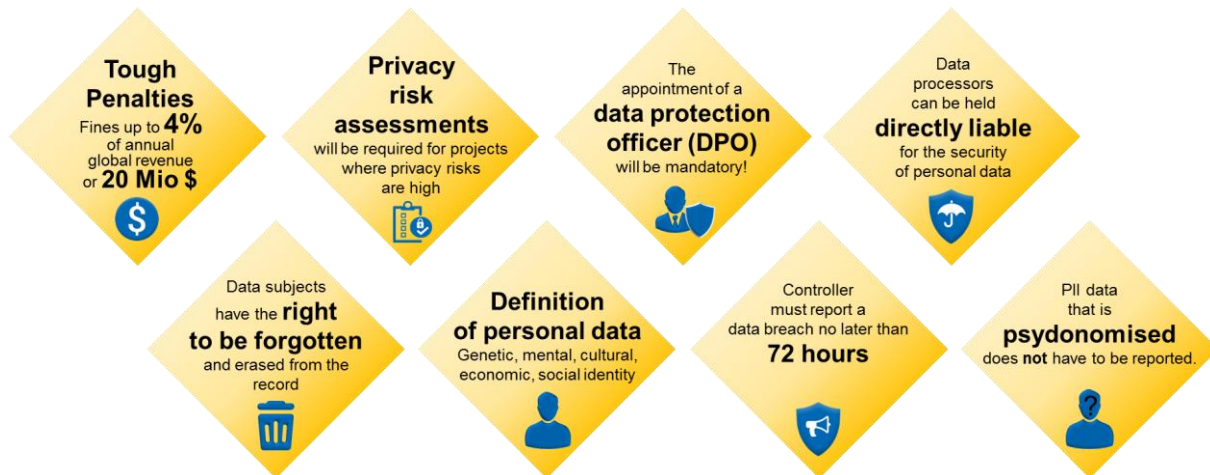 Tough
Penalties
Fines up to 4%
of annual
global revenue
or 20 Mio $
$
Privacy
risk
assessments
will be required for projects
where privacy risks
are high
The
appointment of a
data protection
officer (DPO)
will be mandatory!
Data
processors
can be held
directly liable
for the security
of personal data
Data subjects
have the right
to be forgotten
and erased from the
record
Definition
of personal data
Genetic, mental, cultural,
economic, social identity
Controller
must report a
data breach no later than
72 hours
PII data
that is
psydonomised
does not have to be reported.
?